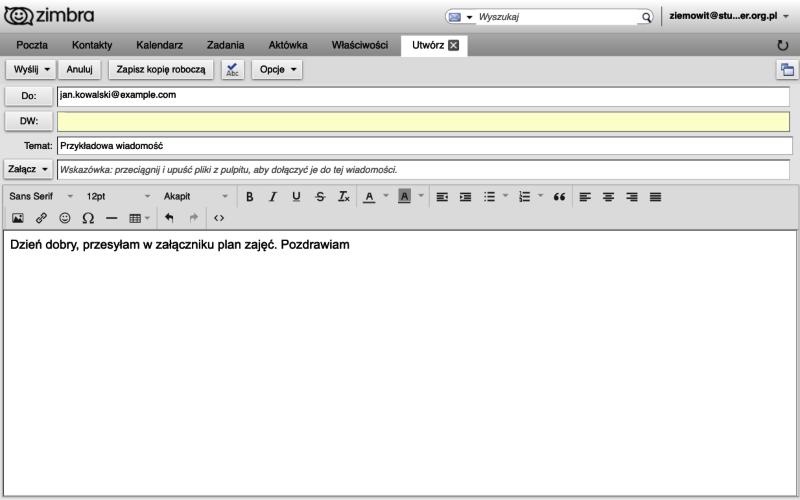 zimbra
Wyszukaj
ziemowit@stu...er.org.pl
Poczta Kontakty Kalendarz Zadania Aktówka Właściwości Utwórz
Wyślij Anuluj Zapisz kopię roboczą Abc Opcje
Do: jan.kowalski@example.com
DW:
Temat: Przykładowa wiadomość
Załącz Wskazówka: przeciągnij i upuść pliki z pulpitu, aby dołączyć je do tej wiadomości.
Sans Serif 12pt Akapit B I U S Tx A A
Ω
Dzień dobry, przesyłam w załączniku plan zajęć. Pozdrawiam